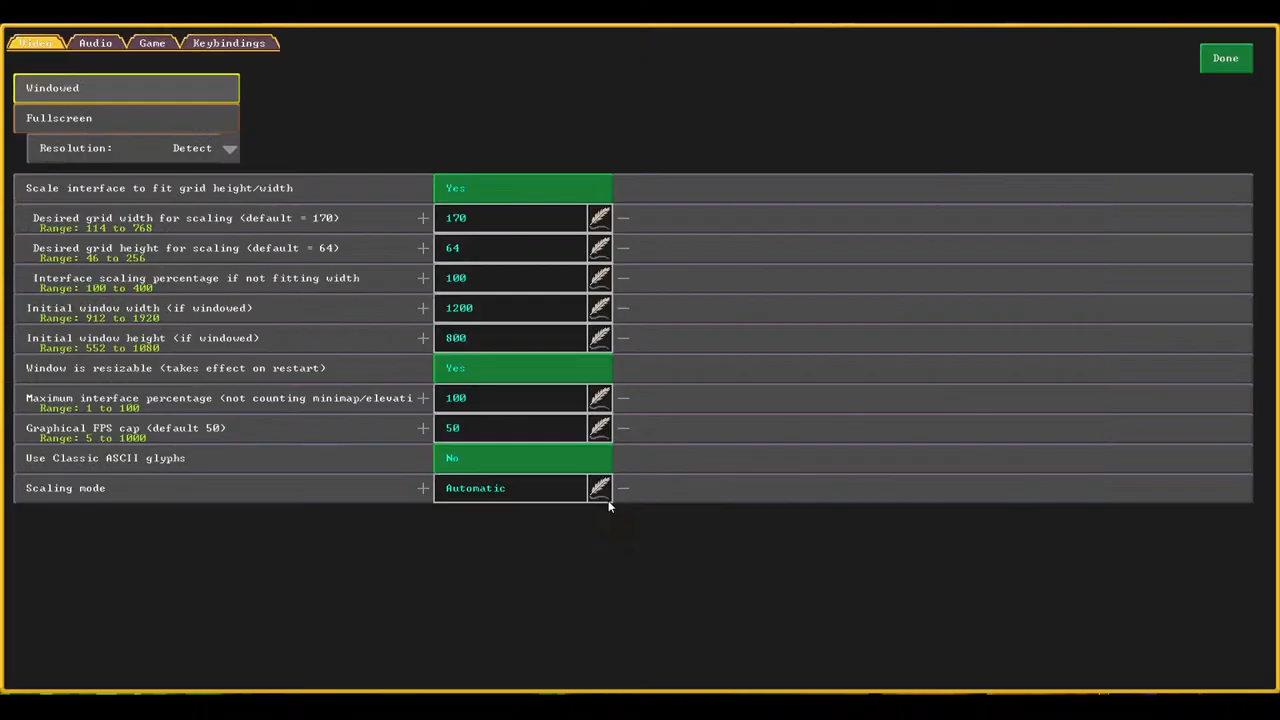 Video Audio Game Keybindings
Done
Windowed
Fullscreen
Resolution: Detect
Scale interface to fit grid height/width Yes
Desired grid width for scaling (default = 170) 170
Range: 114 to 768
Desired grid height for scaling (default = 64) 64
Range: 46 to 256
Interface scaling percentage if not fitting width 100
Range: 100 to 400
Initial window width (if windowed) 1200
Range: 912 to 1920
Initial window height (if windowed) 800
Range: 552 to 1080
Window is resizable (takes effect on restart) Yes
Maximum interface percentage (not counting minimap/elevati 100
Range: 1 to 100
Graphical FPS cap (default 50) 50
Range: 5 to 1000
Use Classic ASCII glyphs No
Scaling mode Automatic